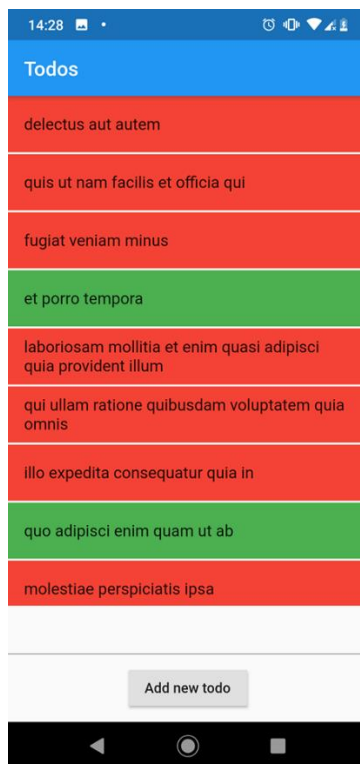 14:28
Todos
delectus aut autem
quis ut nam facilis et officia qui
fugiat veniam minus
et porro tempora
laboriosam mollitia et enim quasi adipisci
quia provident illum
qui ullam ratione quibusdam voluptatem quia
omnis
illo expedita consequatur quia in
quo adipisci enim quam ut ab
molestiae perspiciatis ipsa
Add new todo